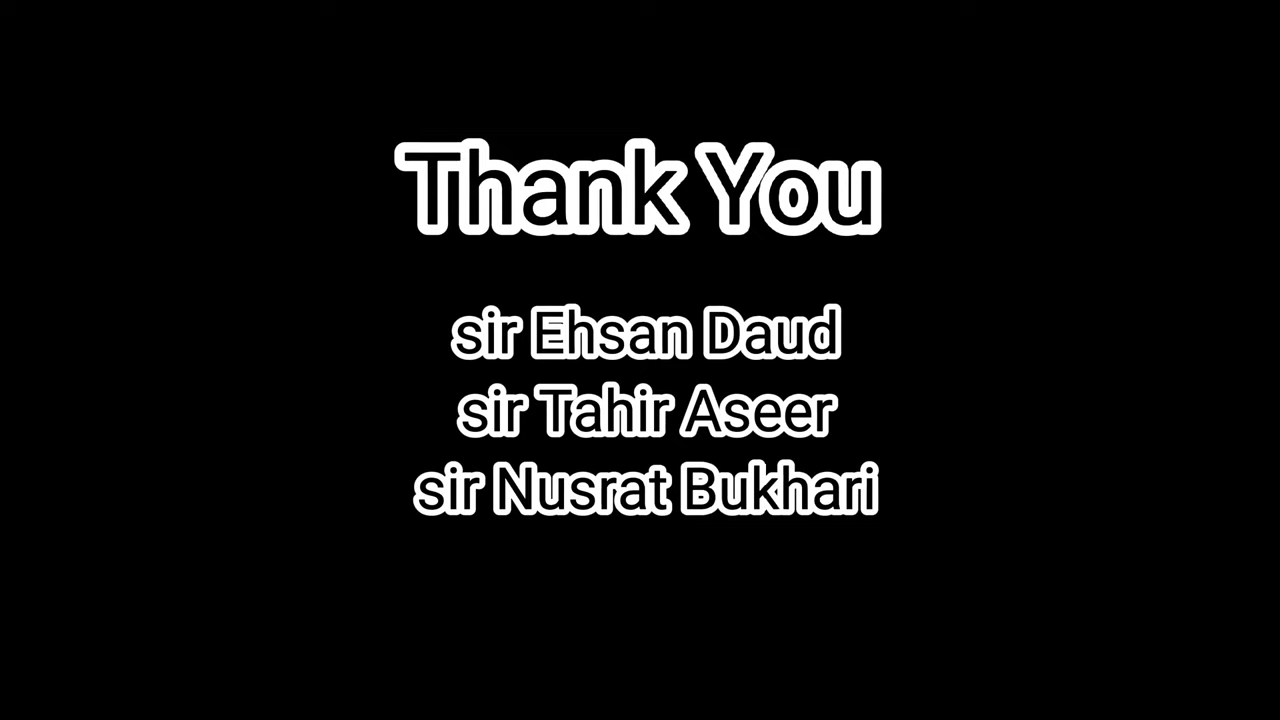 Thank You
sir Ehsan Daud
sir Tahir Aseer
sir Nusrat Bukhari